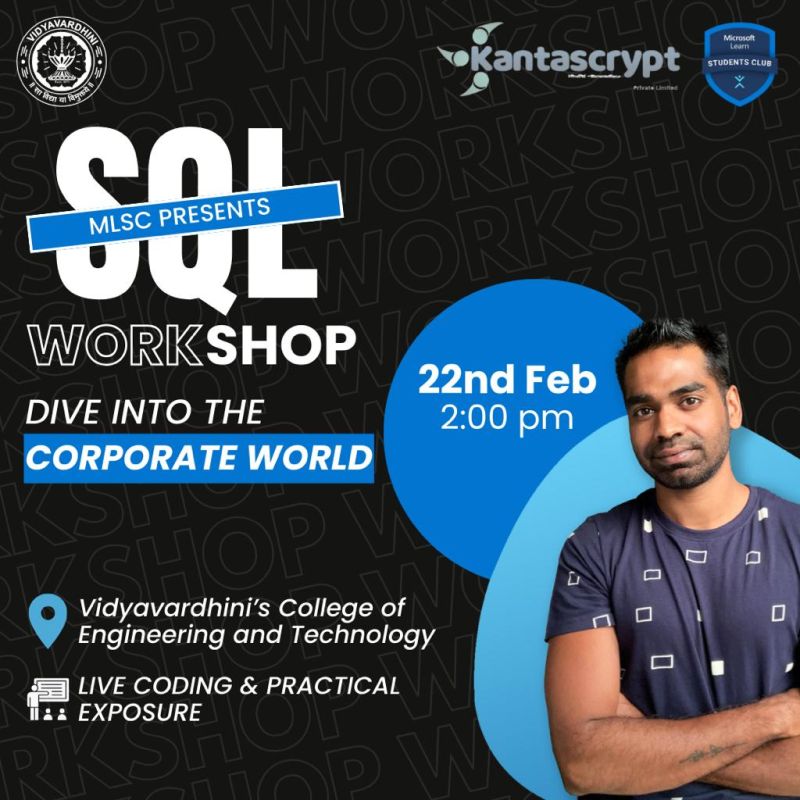 VIDYAVARDHINI
॥ सा विद्या या विमुक्तये ॥
Kantascrypt
Private Limited
Microsoft
Learn
STUDENTS CLUB
SQL
MLSC PRESENTS
WORKSHOP
DIVE INTO THE
CORPORATE WORLD
22nd Feb
2:00 pm
Vidyavardhini's College of
Engineering and Technology
LIVE CODING & PRACTICAL
EXPOSURE